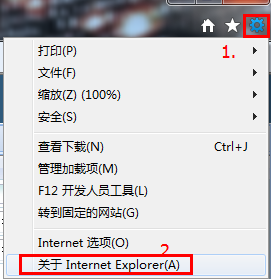 1.
打印(P)
文件(F)
缩放(Z) (100%)
安全(S)
查看下载(N) Ctrl+J
管理加载项(M)
F12 开发人员工具(L)
转到固定的网站(G)
Internet 选项(O)
2
关于 Internet Explorer(A)